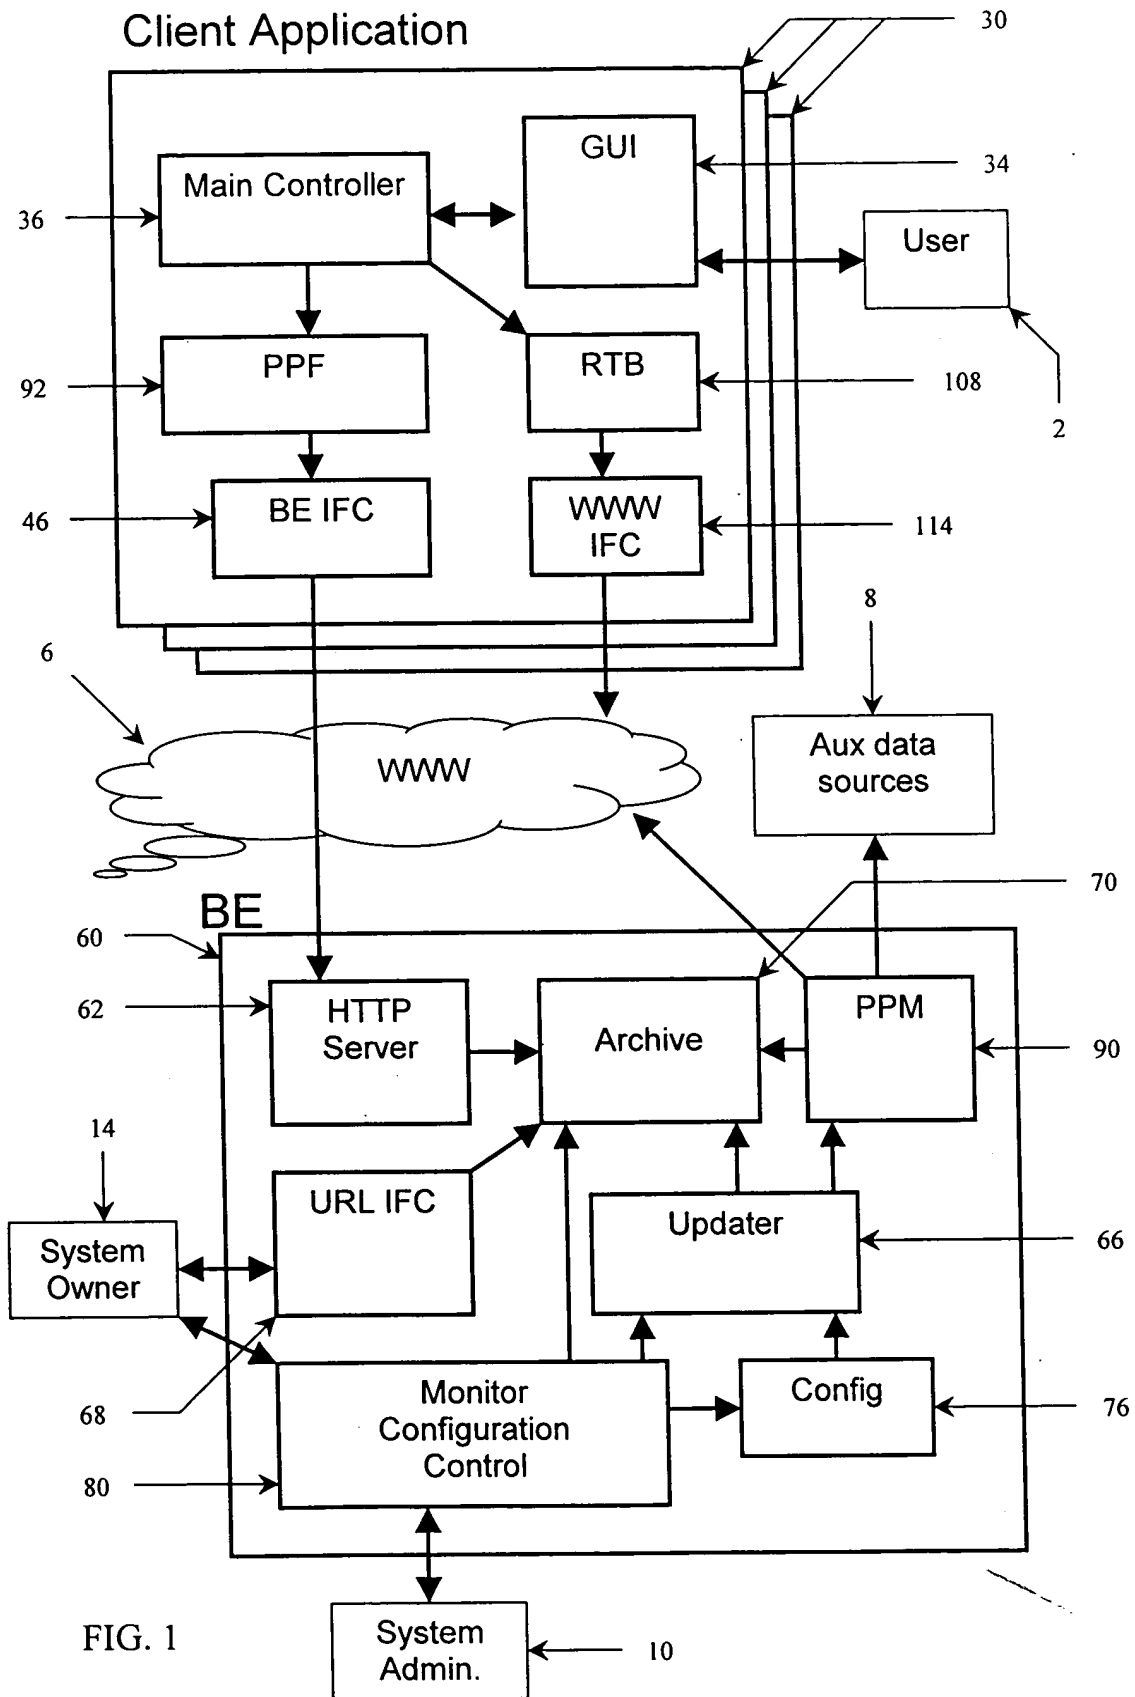 Client Application
30
GUI
34
Main Controller
36
User
2
PPF
92
RTB
108
BE IFC
46
WWW
IFC
114
8
6
WWW
Aux data
sources
70
BE
60
62
HTTP
Server
Archive
PPM
90
14
URL IFC
Updater
66
System
Owner
Monitor
Configuration
Control
Config
76
68
80
FIG. 1
System
Admin.
10